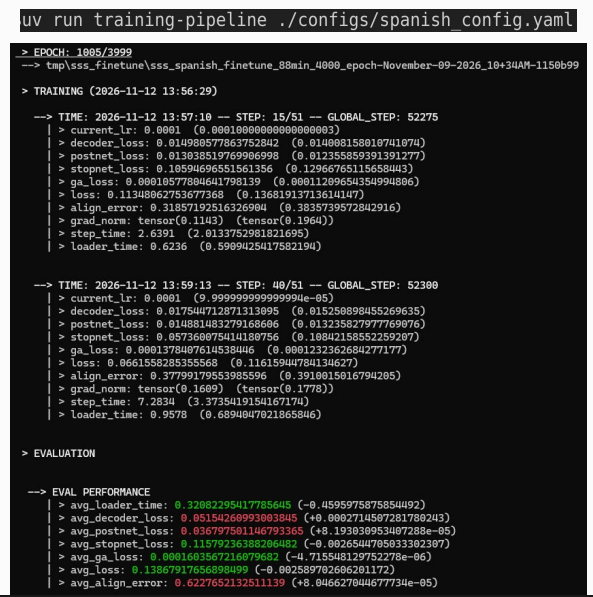 uv run training-pipeline ./configs/spanish_config.yaml
> EPOCH: 1005/3999
--> tmp\sss_finetune\sss_spanish_finetune_88min_4000_epoch-November-09-2026_10+34AM-1150b99
> TRAINING (2026-11-12 13:56:29)
--> TIME: 2026-11-12 13:57:10 -- STEP: 15/51 -- GLOBAL_STEP: 52275
| > current_lr: 0.0001 (0.00010000000000000003)
| > decoder_loss: 0.014980577863752842 (0.014008158010741074)
| > postnet_loss: 0.013038519769906998 (0.012355859391391277)
| > stopnet_loss: 0.10594696551561356 (0.12966765115658443)
| > ga_loss: 0.00010577804641798139 (0.00011209654354994806)
| > loss: 0.11348062753677368 (0.13681913713614147)
| > align_error: 0.31857192516326904 (0.3835739572842916)
| > grad_norm: tensor(0.1143) (tensor(0.1964))
| > step_time: 2.6391 (2.0133752981821695)
| > loader_time: 0.6236 (0.5909425417582194)
--> TIME: 2026-11-12 13:59:13 -- STEP: 40/51 -- GLOBAL_STEP: 52300
| > current_lr: 0.0001 (9.999999999999994e-05)
| > decoder_loss: 0.017544712871313095 (0.015250898455269635)
| > postnet_loss: 0.014881483279168606 (0.013235827977769076)
| > stopnet_loss: 0.057360075414180756 (0.10842158552259207)
| > ga_loss: 0.0001378407614538446 (0.0001232362684277177)
| > loss: 0.0661558285355568 (0.11615944784134627)
| > align_error: 0.37799179553985596 (0.3910015016794205)
| > grad_norm: tensor(0.1609) (tensor(0.1778))
| > step_time: 7.2834 (3.3735419154167174)
| > loader_time: 0.9578 (0.6894047021865846)
> EVALUATION
--> EVAL PERFORMANCE
| > avg_loader_time: 0.32082295417785645 (-0.4595975875854492)
| > avg_decoder_loss: 0.05154260993003845 (+0.0002714507281780243)
| > avg_postnet_loss: 0.036797501146793365 (+8.193030953407288e-05)
| > avg_stopnet_loss: 0.11579236388206482 (-0.0026544705033302307)
| > avg_ga_loss: 0.0001603567216079682 (-4.715548129752278e-06)
| > avg_loss: 0.13867917656898499 (-0.002589702606201172)
| > avg_align_error: 0.6227652132511139 (+8.046627044677734e-05)